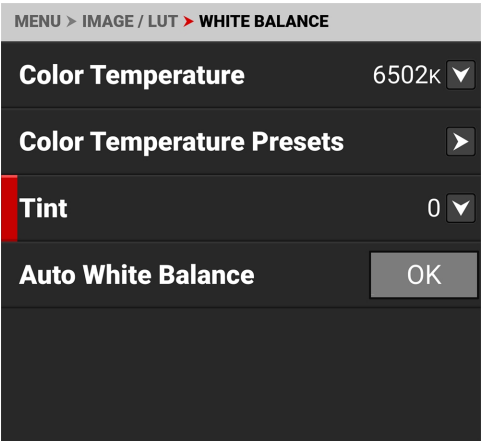 MENU > IMAGE / LUT > WHITE BALANCE
Color Temperature 6502K
Color Temperature Presets
Tint 0
Auto White Balance OK